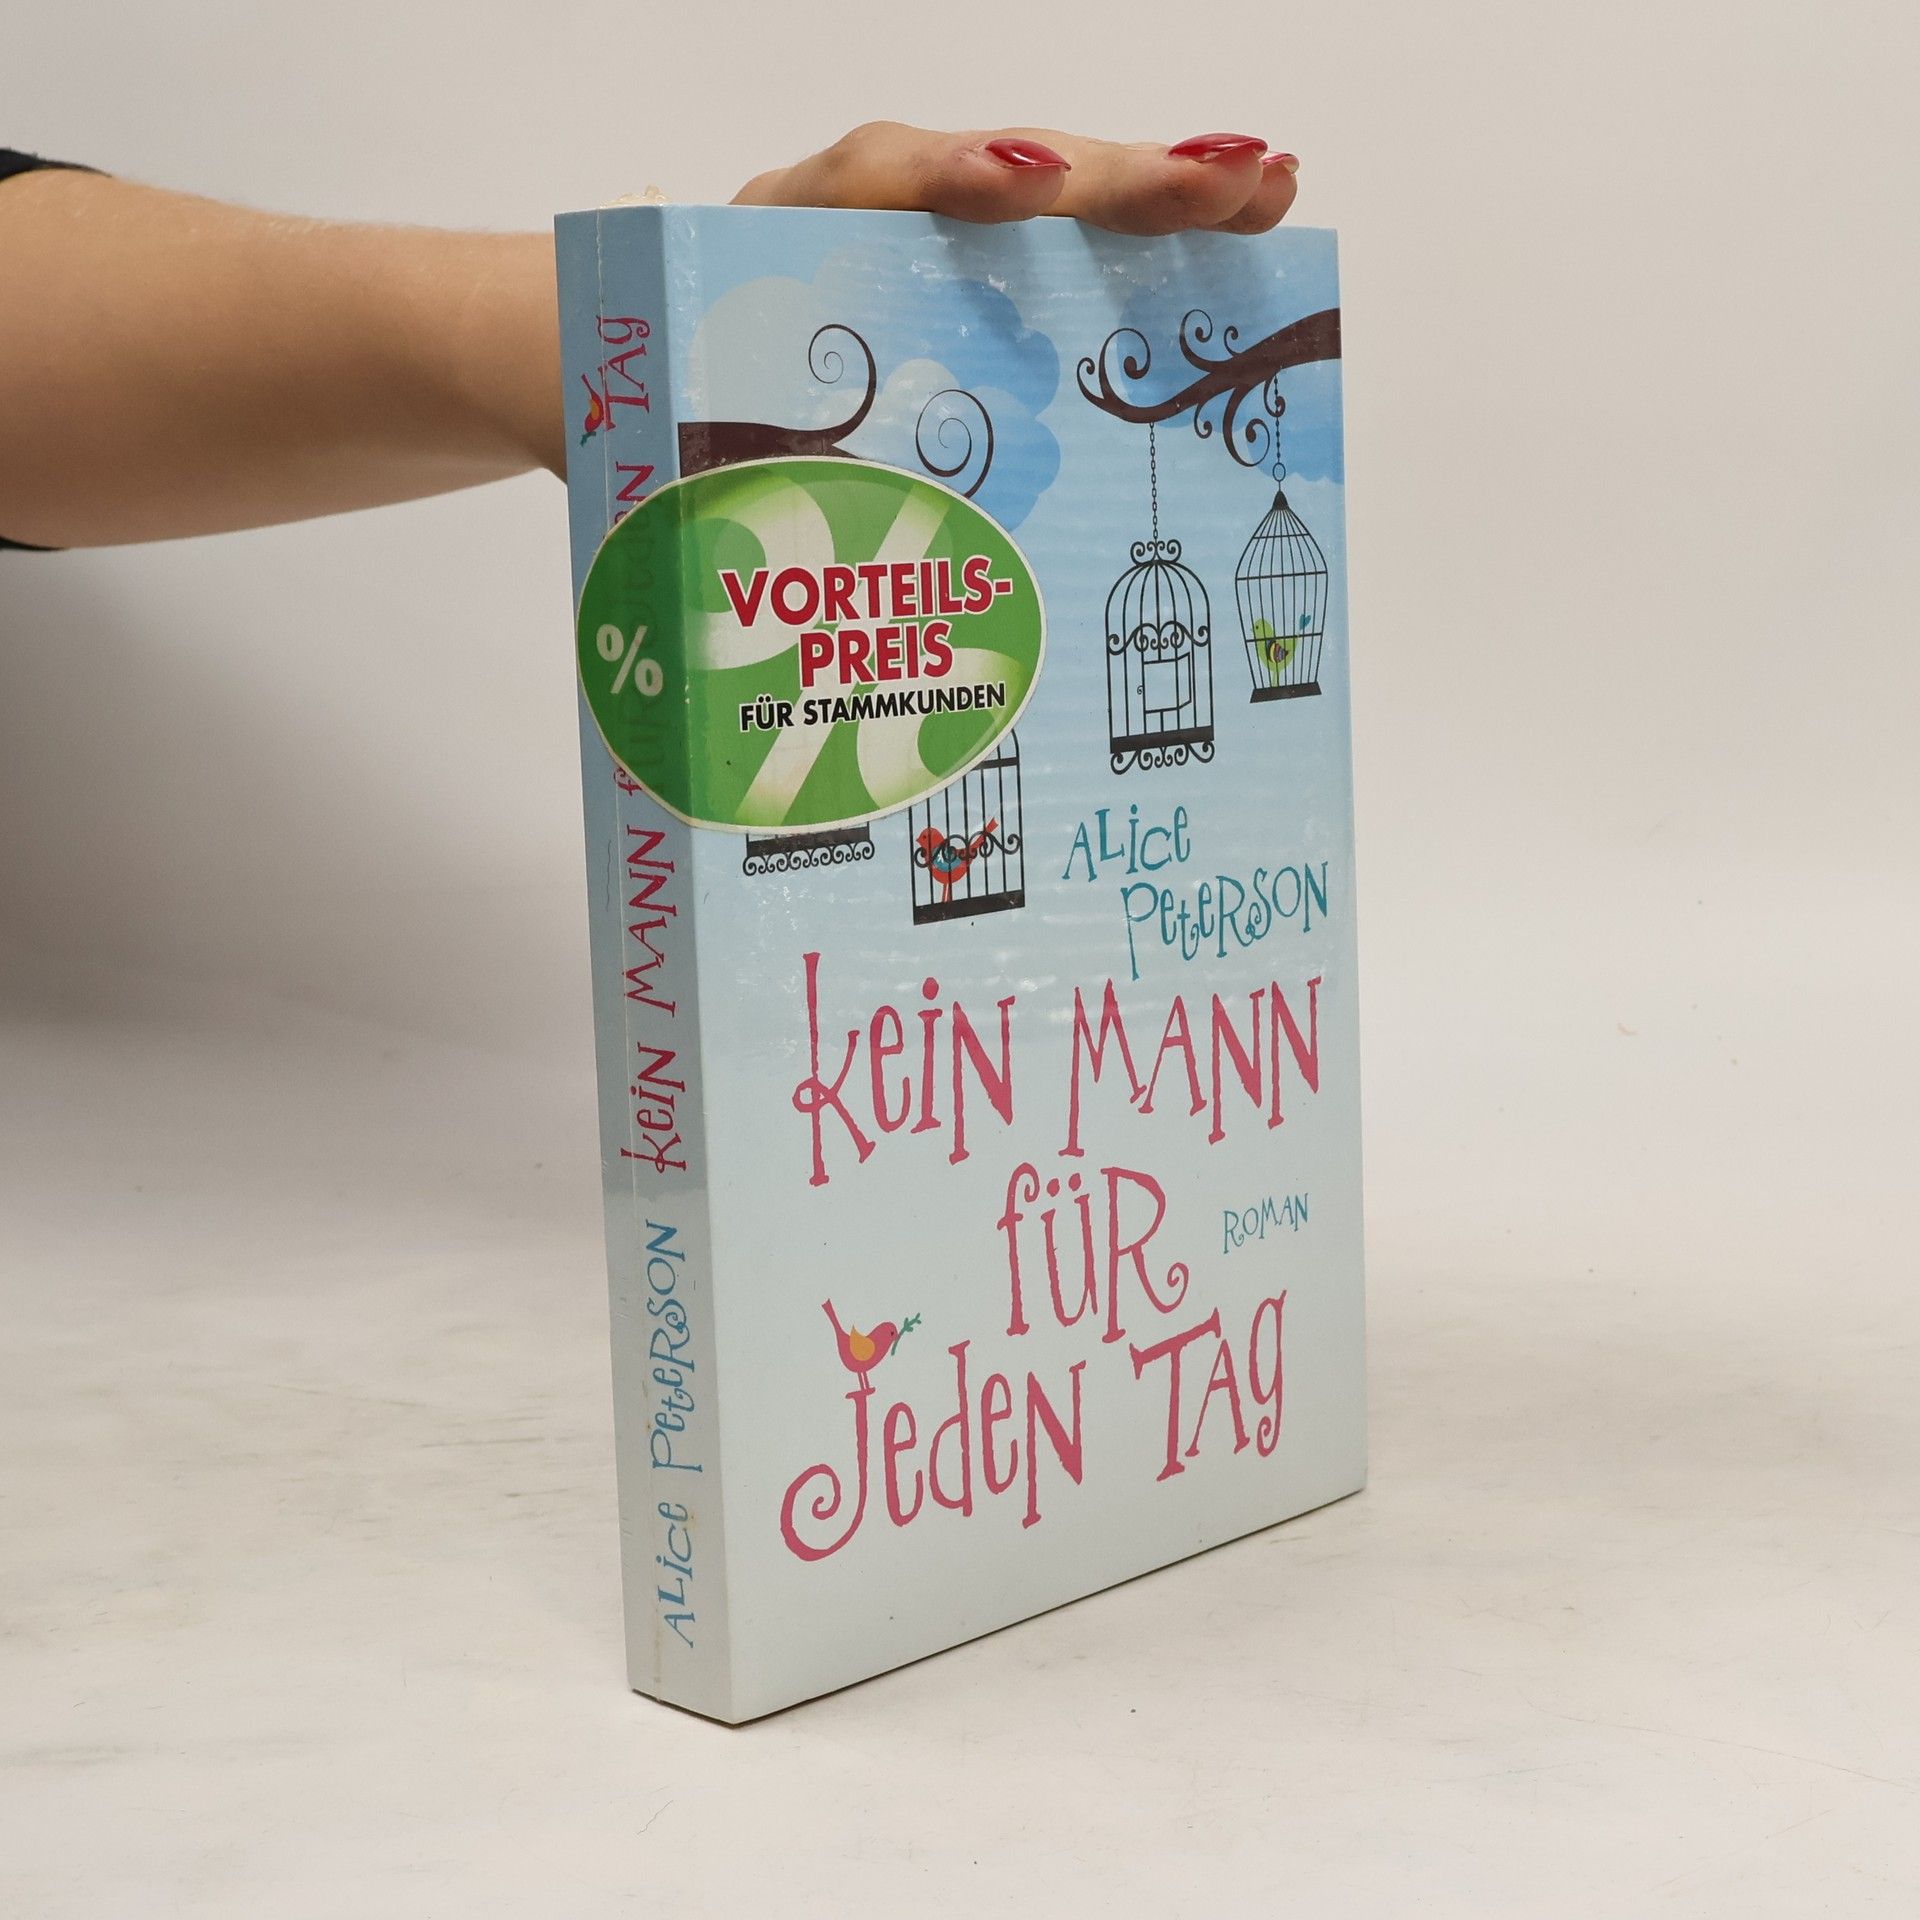 ALice PeteRSON kein MANN füR Jeden TAg
%
VORTEILS-
PREIS
FÜR STAMMKUNDEN
ALice
PeteRSON
kein MANN
füR
ROMAN
Jeden TAg